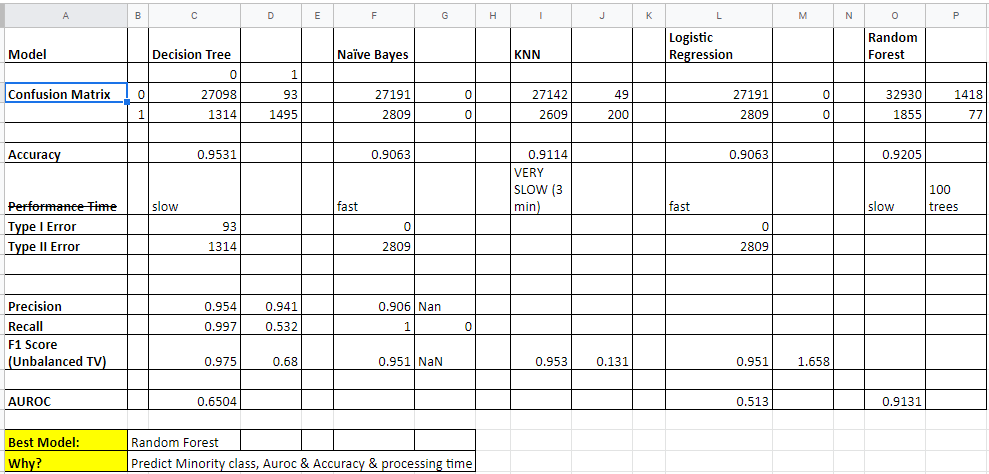 A B C D E F G H I J K L M N O P
Model Decision Tree Naïve Bayes KNN Logistic Regression Random Forest
0 1
Confusion Matrix 0 27098 93 27191 0 27142 49 27191 0 32930 1418
1 1314 1495 2809 0 2609 200 2809 0 1855 77
Accuracy 0.9531 0.9063 0.9114 0.9063 0.9205
Performance Time slow fast VERY SLOW (3 min) fast slow 100 trees
Type I Error 93 0 0
Type II Error 1314 2809 2809
Precision 0.954 0.941 0.906 Nan
Recall 0.997 0.532 1 0
F1 Score (Unbalanced TV) 0.975 0.68 0.951 NaN 0.953 0.131 0.951 1.658
AUROC 0.6504 0.513 0.9131
Best Model: Random Forest
Why? Predict Minority class, Auroc & Accuracy & processing time